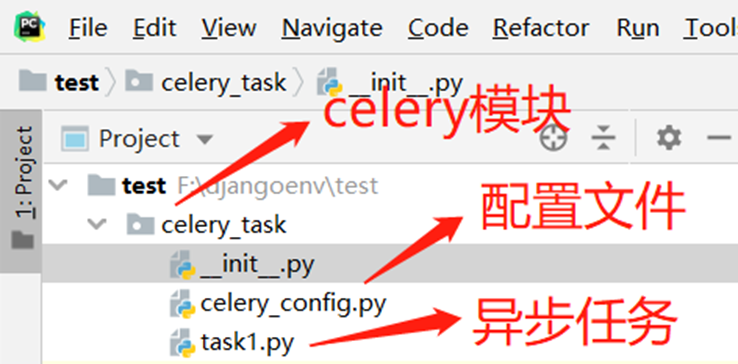 PC
File Edit View Navigate Code Refactor Run Tools
test celery_task __init__.py
celery模块
1: Project
Project
test F:\djangoenv\test
配置文件
celery_task
__init__.py
celery_config.py
异步任务
task1.py